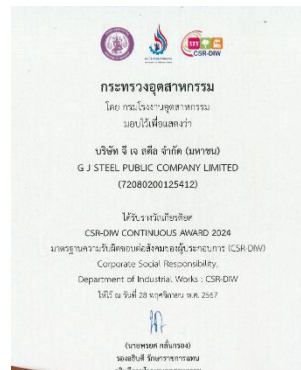 CSR-DIW
กระทรวงอุตสาหกรรม
โดย กรมโรงงานอุตสาหกรรม
มอบไว้เพื่อแสดงว่า
บริษัท จี เจ สตีล จำกัด (มหาชน)
G J STEEL PUBLIC COMPANY LIMITED
(72080200125412)
ได้รับรางวัลเกียรติยศ
CSR-DIW CONTINUOUS AWARD 2024
มาตรฐานความรับผิดชอบต่อสังคมของผู้ประกอบการ (CSR-DIW)
Corporate Social Responsibility,
Department of Industrial Works : CSR-DIW
ให้ไว้ ณ วันที่ 28 พฤศจิกายน พ.ศ. 2567
(นายพรยศ กลั่นกรอง)
รองอธิบดี รักษาราชการแทน